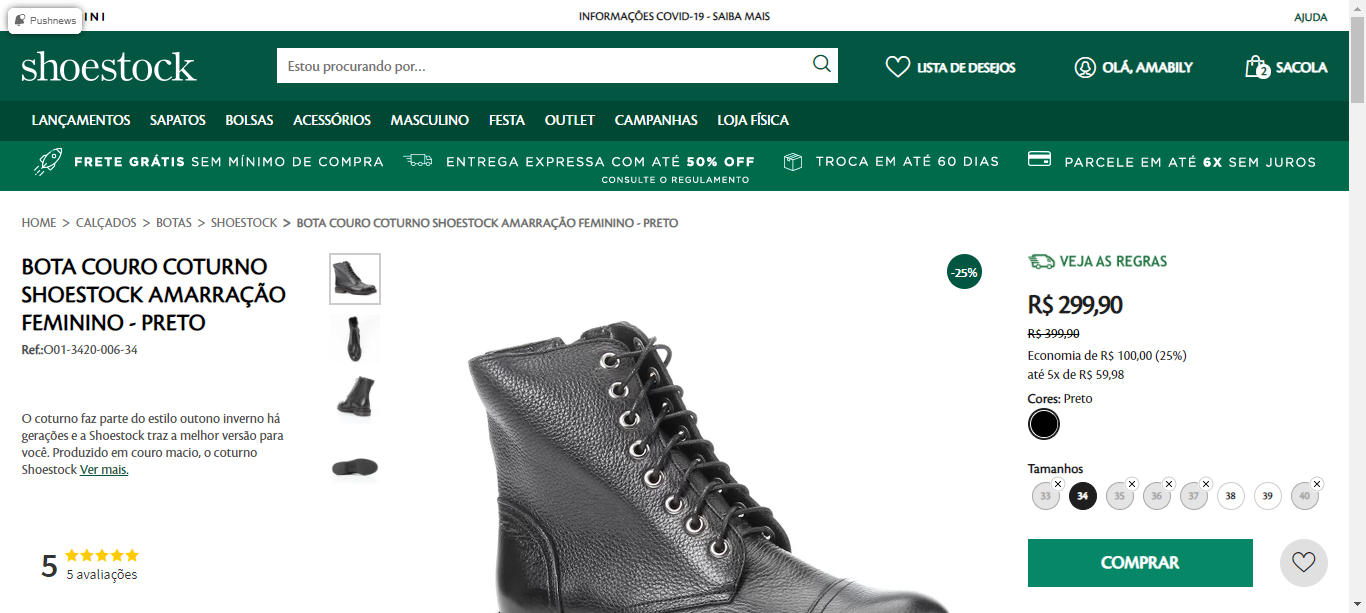 Pushnews
INI
INFORMAÇÕES COVID-19 - SAIBA MAIS
AJUDA
shoestock
Estou procurando por...
LISTA DE DESEJOS
OLÁ, AMABILY
2
SACOLA
LANÇAMENTOS SAPATOS BOLSAS ACESSÓRIOS MASCULINO FESTA OUTLET CAMPANHAS LOJA FÍSICA
FRETE GRÁTIS SEM MÍNIMO DE COMPRA
ENTREGA EXPRESSA COM ATÉ 50% OFF
CONSULTE O REGULAMENTO
TROCA EM ATÉ 60 DIAS
PARCELE EM ATÉ 6X SEM JUROS
HOME > CALÇADOS > BOTAS > SHOESTOCK > BOTA COURO COTURNO SHOESTOCK AMARRAÇÃO FEMININO - PRETO
BOTA COURO COTURNO
SHOESTOCK AMARRAÇÃO
FEMININO - PRETO
Ref.:O01-3420-006-34
O coturno faz parte do estilo outono inverno há
gerações e a Shoestock traz a melhor versão para
você. Produzido em couro macio, o coturno
Shoestock Ver mais.
5
5 avaliações
-25%
VEJA AS REGRAS
R$ 299,90
R$ 399,90
Economia de R$ 100,00 (25%)
até 5x de R$ 59,98
Cores: Preto
Tamanhos
33 34 35 36 37 38 39 40
COMPRAR